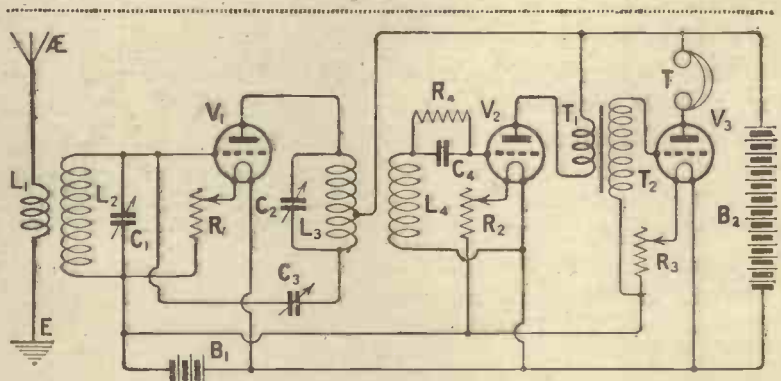 Æ
V₁
R₄
V₂
T₁
T
V₃
L₁
L₂
C₁
R₁
C₂
L₃
C₄
L₄
R₂
T₂
R₃
B₂
C₃
E
B₁